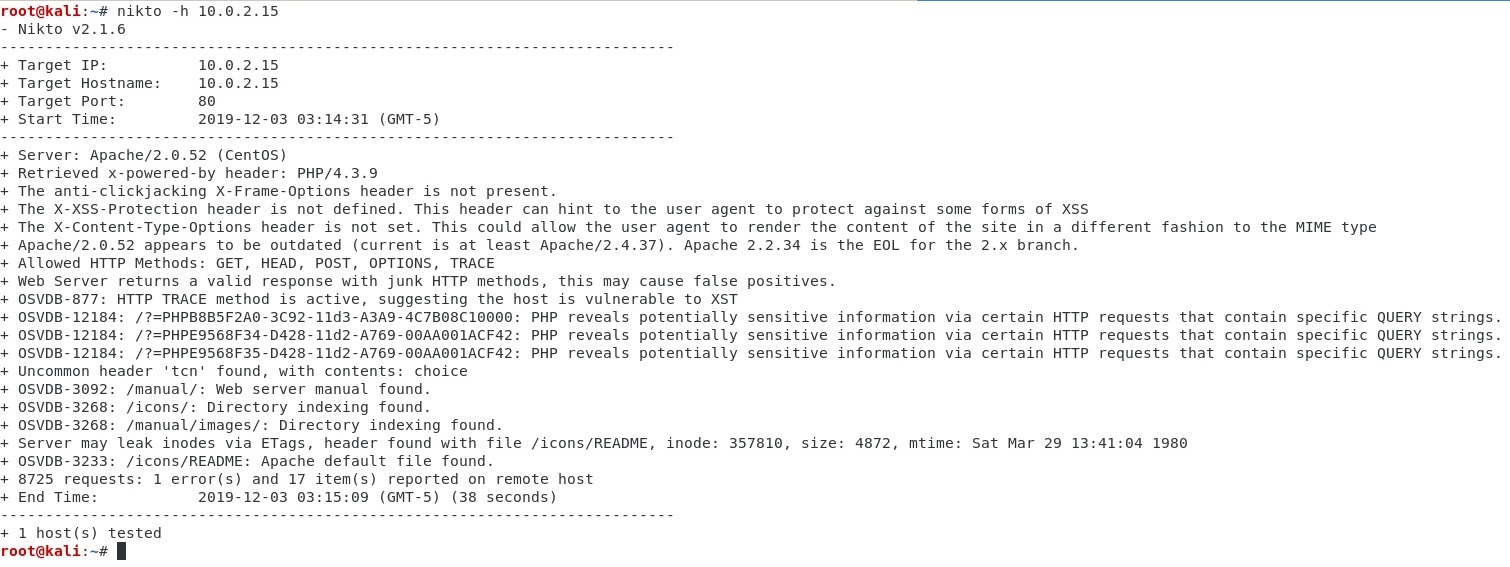 root@kali:~# nikto -h 10.0.2.15
- Nikto v2.1.6
---------------------------------------------------------------------------
+ Target IP:          10.0.2.15
+ Target Hostname:    10.0.2.15
+ Target Port:        80
+ Start Time:         2019-12-03 03:14:31 (GMT-5)
---------------------------------------------------------------------------
+ Server: Apache/2.0.52 (CentOS)
+ Retrieved x-powered-by header: PHP/4.3.9
+ The anti-clickjacking X-Frame-Options header is not present.
+ The X-XSS-Protection header is not defined. This header can hint to the user agent to protect against some forms of XSS
+ The X-Content-Type-Options header is not set. This could allow the user agent to render the content of the site in a different fashion to the MIME type
+ Apache/2.0.52 appears to be outdated (current is at least Apache/2.4.37). Apache 2.2.34 is the EOL for the 2.x branch.
+ Allowed HTTP Methods: GET, HEAD, POST, OPTIONS, TRACE
+ Web Server returns a valid response with junk HTTP methods, this may cause false positives.
+ OSVDB-877: HTTP TRACE method is active, suggesting the host is vulnerable to XST
+ OSVDB-12184: /?=PHPB8B5F2A0-3C92-11d3-A3A9-4C7B08C10000: PHP reveals potentially sensitive information via certain HTTP requests that contain specific QUERY strings.
+ OSVDB-12184: /?=PHPE9568F34-D428-11d2-A769-00AA001ACF42: PHP reveals potentially sensitive information via certain HTTP requests that contain specific QUERY strings.
+ OSVDB-12184: /?=PHPE9568F35-D428-11d2-A769-00AA001ACF42: PHP reveals potentially sensitive information via certain HTTP requests that contain specific QUERY strings.
+ Uncommon header 'tcn' found, with contents: choice
+ OSVDB-3092: /manual/: Web server manual found.
+ OSVDB-3268: /icons/: Directory indexing found.
+ OSVDB-3268: /manual/images/: Directory indexing found.
+ Server may leak inodes via ETags, header found with file /icons/README, inode: 357810, size: 4872, mtime: Sat Mar 29 13:41:04 1980
+ OSVDB-3233: /icons/README: Apache default file found.
+ 8725 requests: 1 error(s) and 17 item(s) reported on remote host
+ End Time:           2019-12-03 03:15:09 (GMT-5) (38 seconds)
---------------------------------------------------------------------------
+ 1 host(s) tested
root@kali:~#